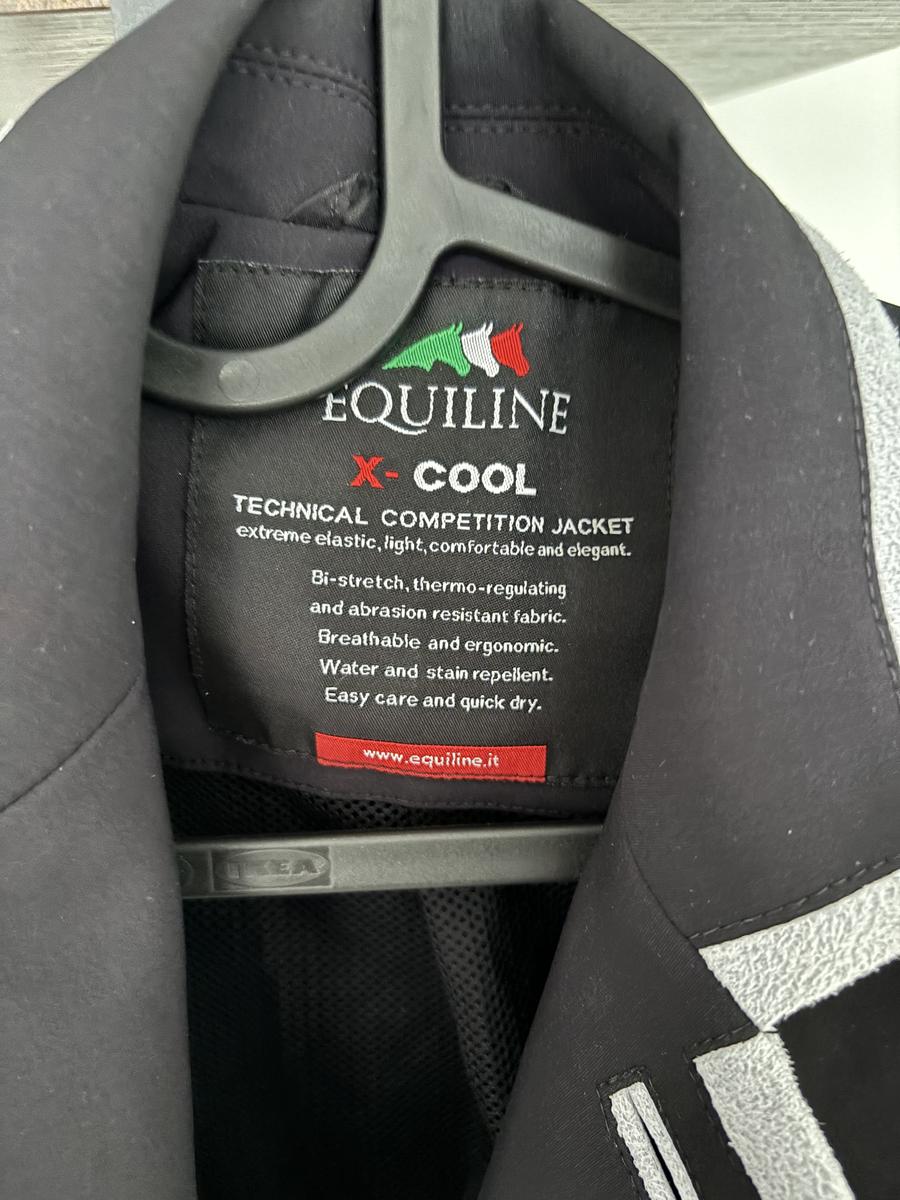 EQUILINE
X- COOL
TECHNICAL COMPETITION JACKET
extreme elastic, light, comfortable and elegant.
Bi-stretch, thermo-regulating
and abrasion resistant fabric.
Breathable and ergonomic.
Water and stain repellent.
Easy care and quick dry.
www.equiline.it
IKEA